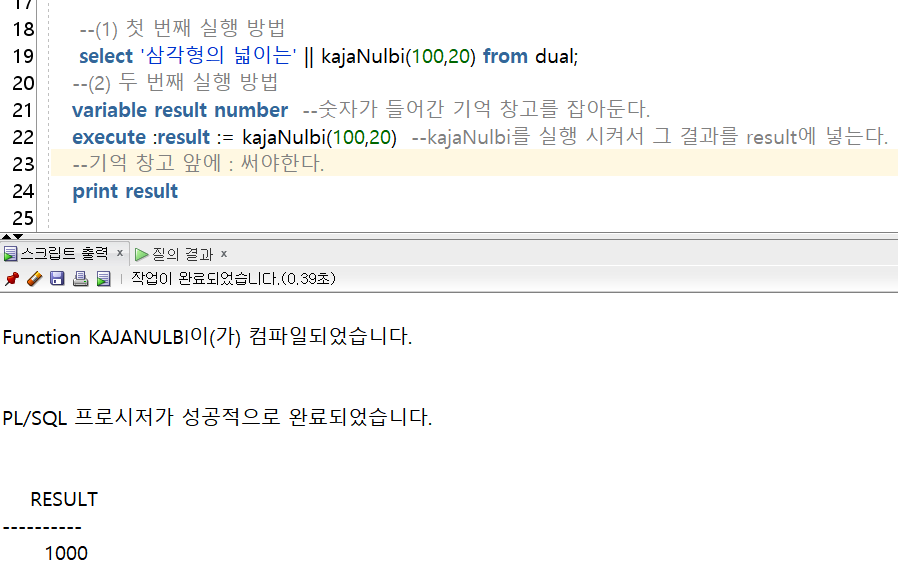 17
18 --(1) 첫 번째 실행 방법
19 select '삼각형의 넓이는' || kajaNulbi(100,20) from dual;
20 --(2) 두 번째 실행 방법
21 variable result number --숫자가 들어간 기억 창고를 잡아둔다.
22 execute :result := kajaNulbi(100,20) --kajaNulbi를 실행 시켜서 그 결과를 result에 넣는다.
23 --기억 창고 앞에 : 써야한다.
24 print result
25
스크립트 출력 × 질의 결과 ×
작업이 완료되었습니다.(0.39초)
Function KAJANULBI이(가) 컴파일되었습니다.
PL/SQL 프로시저가 성공적으로 완료되었습니다.
RESULT
----------
1000